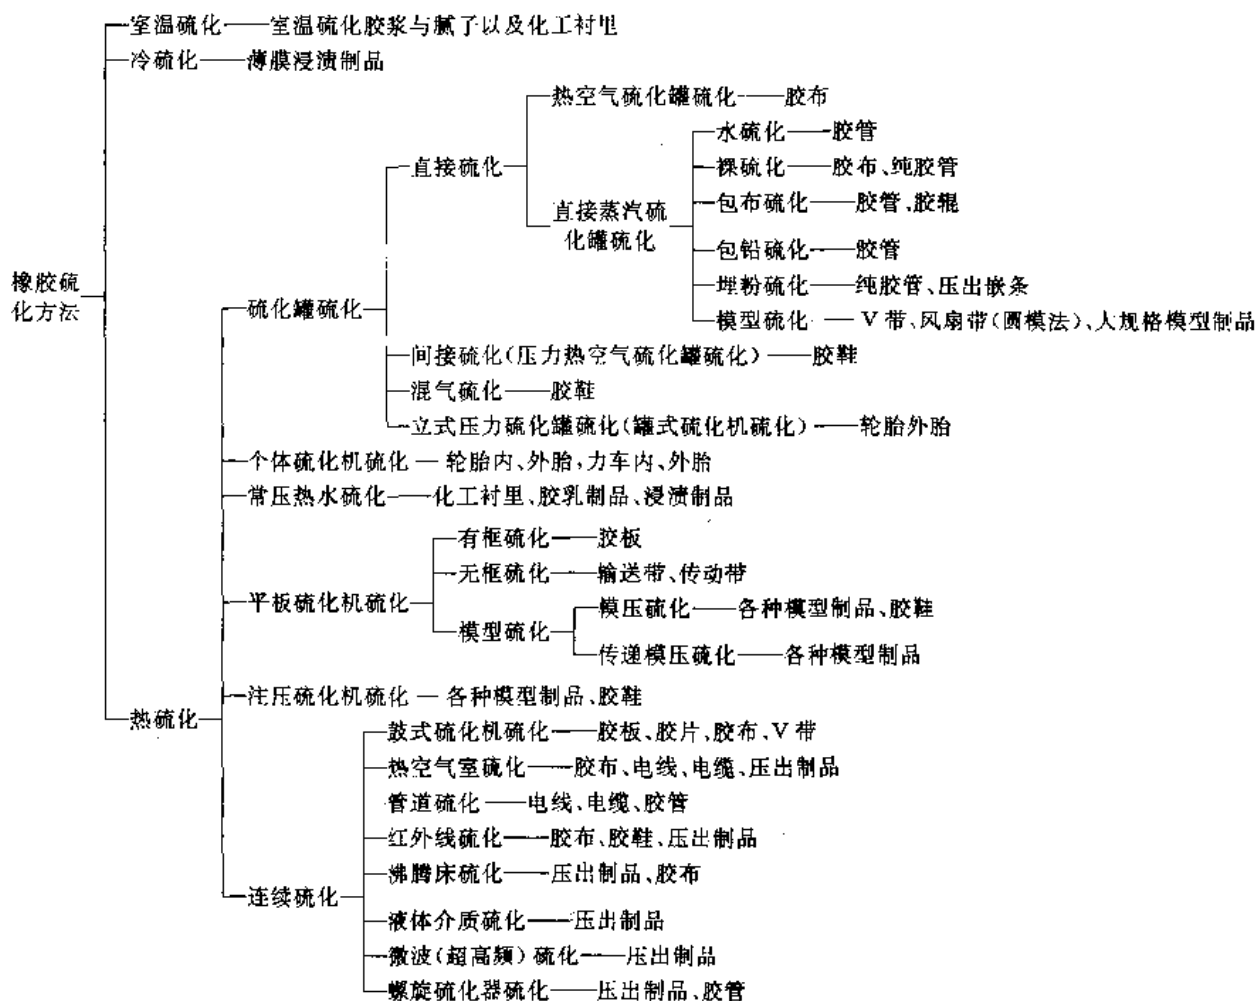 室温硫化——室温硫化胶浆与腻子以及化工衬里
冷硫化——薄膜浸渍制品
热空气硫化罐硫化——胶布
水硫化——胶管
直接硫化
裸硫化——胶布、纯胶管
包布硫化——胶管、胶辊
直接蒸汽硫
化罐硫化
包铅硫化——胶管
橡胶硫
化方法
埋粉硫化——纯胶管、压出嵌条
硫化罐硫化
模型硫化——V带、风扇带(圆模法)、大规格模型制品
间接硫化(压力热空气硫化罐硫化)——胶鞋
混气硫化——胶鞋
立式压力硫化罐硫化(罐式硫化机硫化)——轮胎外胎
个体硫化机硫化—轮胎内、外胎,力车内、外胎
常压热水硫化——化工衬里、胶乳制品、浸渍制品
有框硫化——胶板
无框硫化——输送带、传动带
平板硫化机硫化
模压硫化——各种模型制品、胶鞋
模型硫化
传递模压硫化——各种模型制品
注压硫化机硫化—各种模型制品、胶鞋
热硫化
鼓式硫化机硫化——胶板、胶片、胶布、V带
热空气室硫化——胶布、电线、电缆、压出制品
管道硫化——电线、电缆、胶管
红外线硫化——胶布、胶鞋、压出制品
沸腾床硫化——压出制品、胶布
连续硫化
液体介质硫化——压出制品
微波(超高频)硫化——压出制品
螺旋硫化器硫化——压出制品、胶管